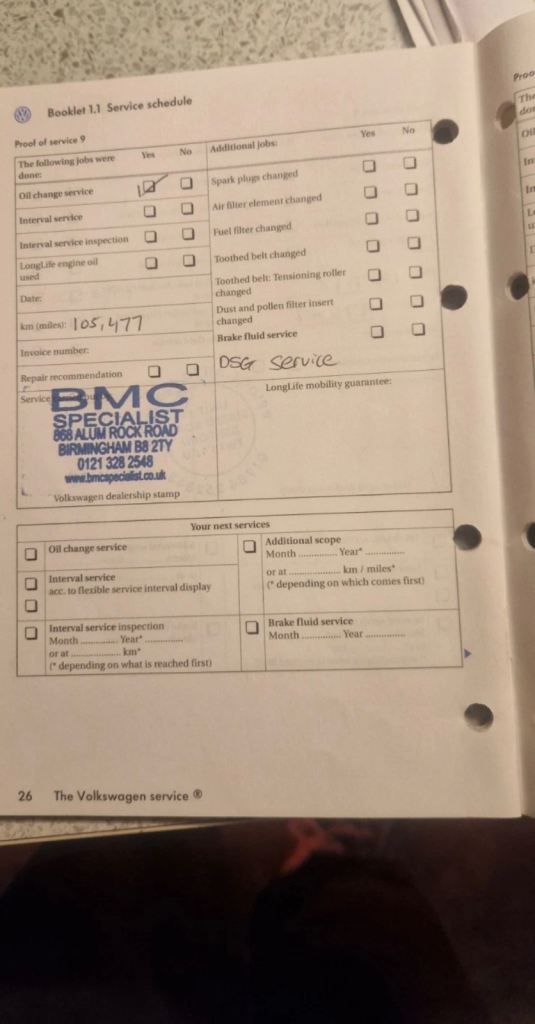 Booklet 1.1 Service schedule
Proof of service 9
The following jobs were done: Yes No
Oil change service
Interval service
Interval service inspection
LongLife engine oil used
Date:
km (miles): 105,477
Invoice number:
Repair recommendation
Service
BMC
SPECIALIST
868 ALUM ROCK ROAD
BIRMINGHAM B8 2TY
0121 328 2548
www.bmcspecialist.co.uk
Volkswagen dealership stamp
Additional jobs: Yes No
Spark plugs changed
Air filter element changed
Fuel filter changed
Toothed belt changed
Toothed belt: Tensioning roller
changed
Dust and pollen filter insert
changed
Brake fluid service
DSG Service
LongLife mobility guarantee:
Your next services
Oil change service
Interval service
acc. to flexible service interval display
Interval service inspection
Month ............ Year* ............
or at ............... km*
(* depending on what is reached first)
Additional scope
Month ............ Year* ............
or at ............... km / miles*
(* depending on which comes first)
Brake fluid service
Month ............ Year ............
26 The Volkswagen service ®
Proo
The